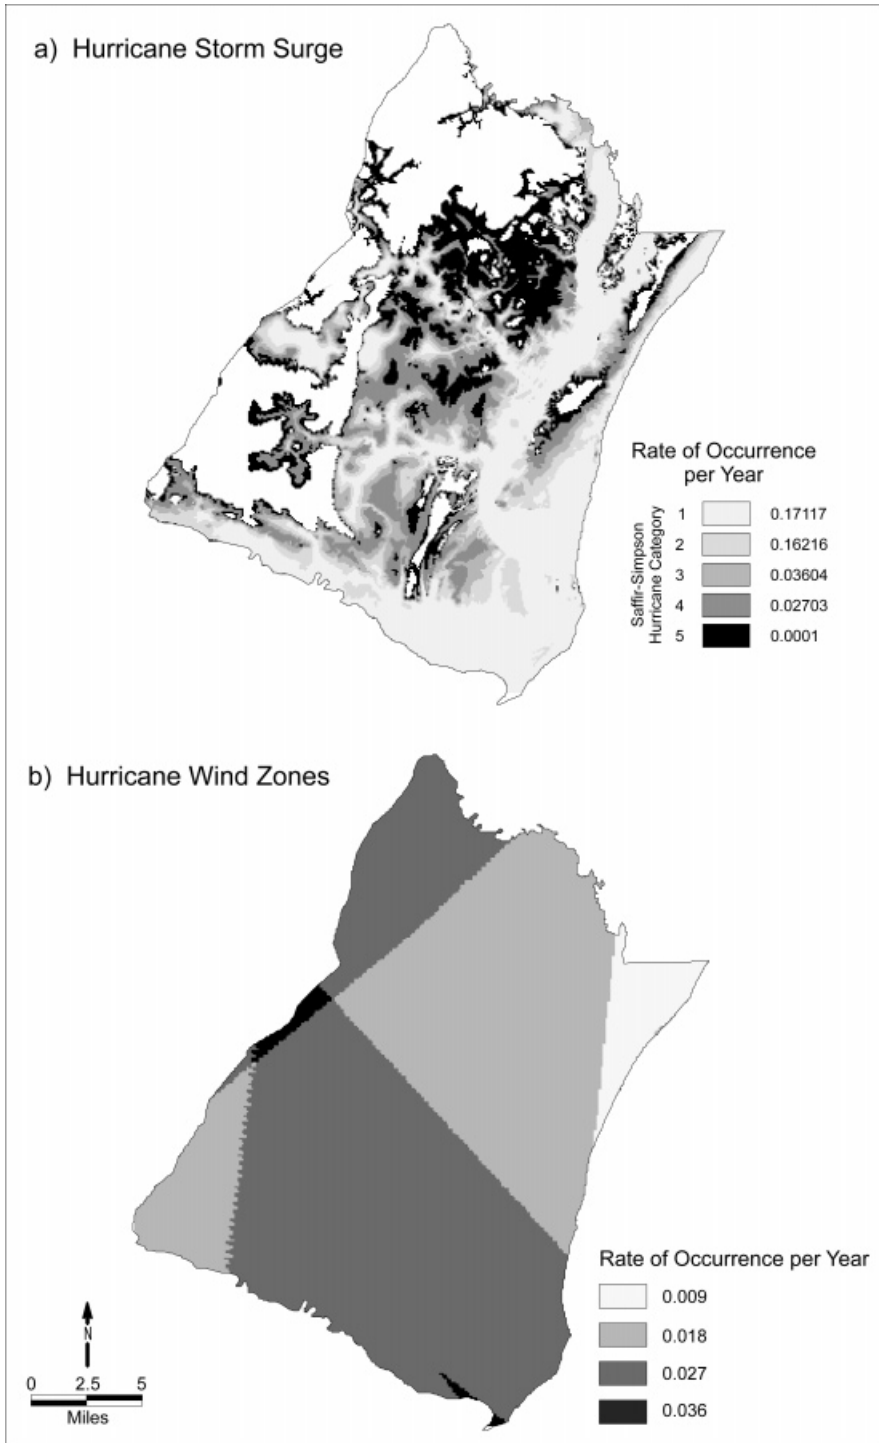 a) Hurricane Storm Surge
Rate of Occurrence
per Year
Saffir-Simpson
Hurricane Category
1 0.17117
2 0.16216
3 0.03604
4 0.02703
5 0.0001
b) Hurricane Wind Zones
Rate of Occurrence per Year
0.009
0.018
0.027
0.036
N
0 2.5 5
Miles